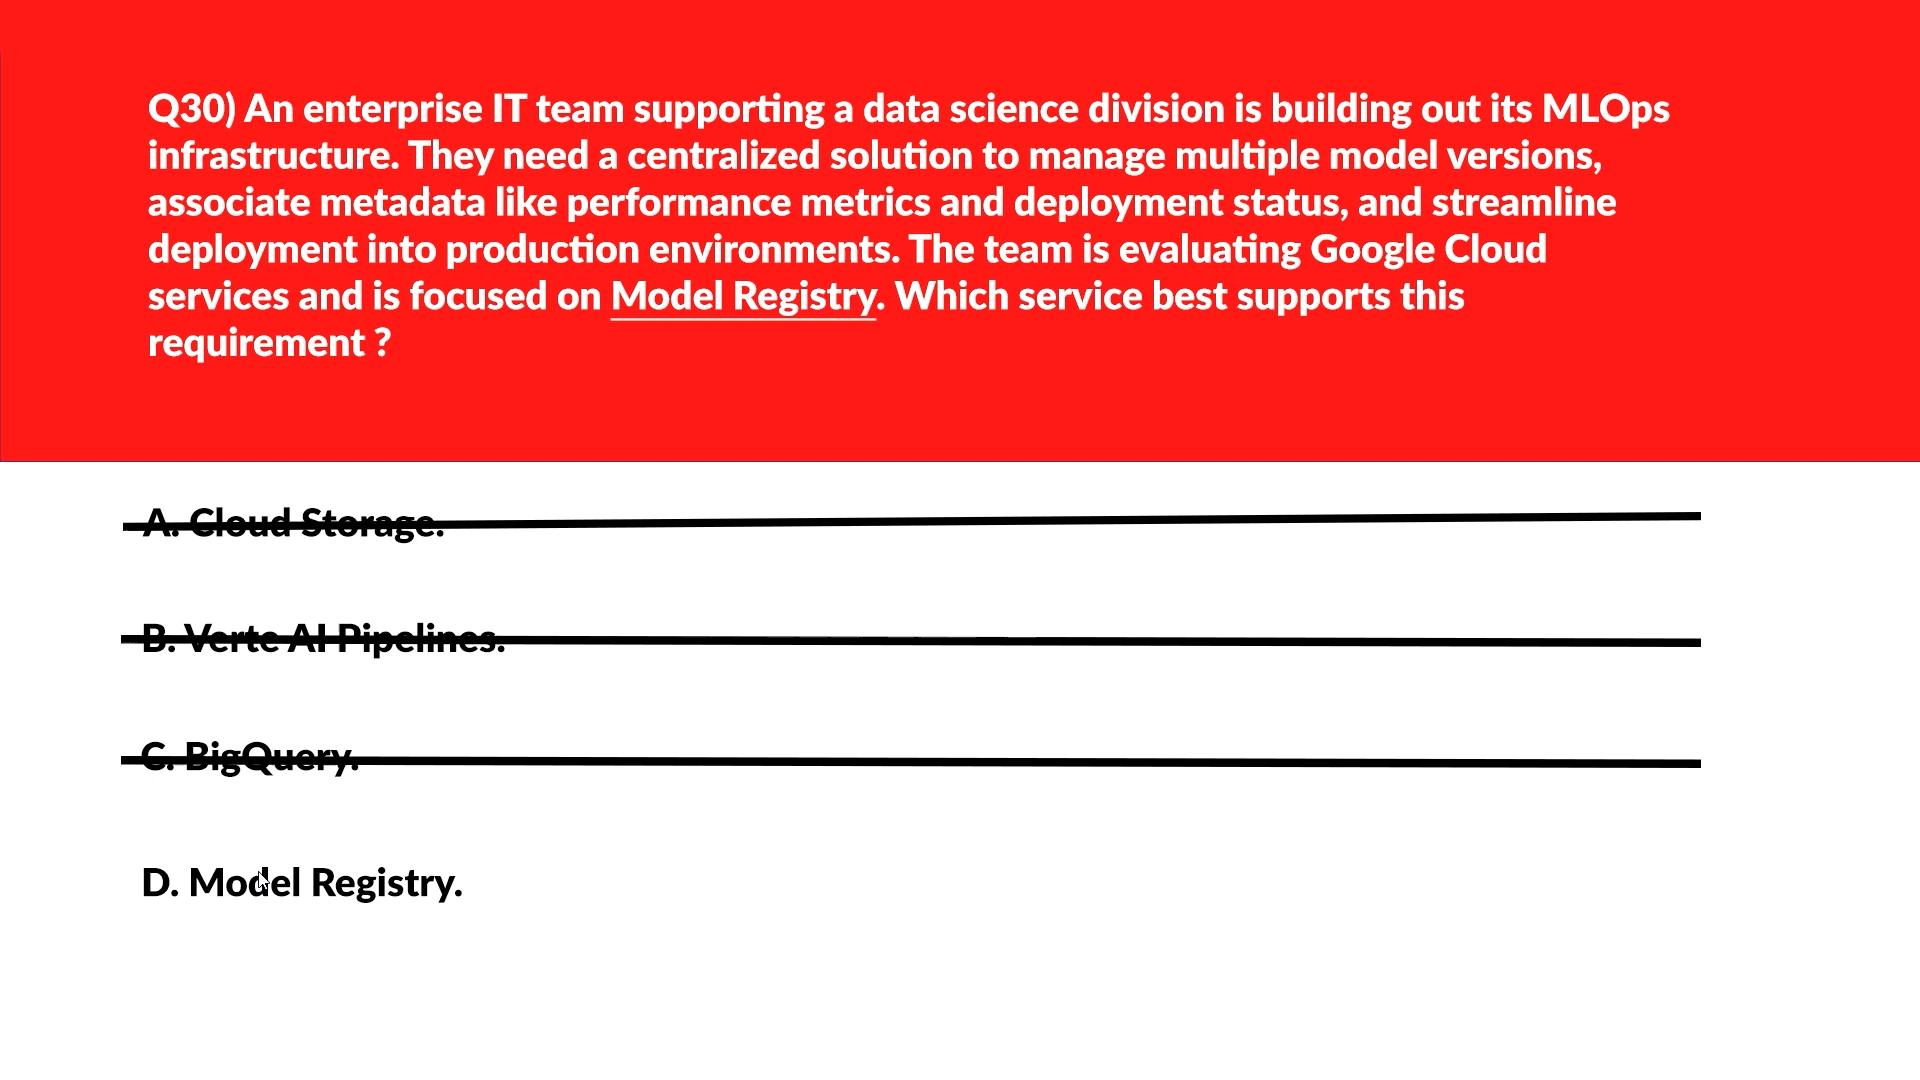 Q30) An enterprise IT team supporting a data science division is building out its MLOps
infrastructure. They need a centralized solution to manage multiple model versions,
associate metadata like performance metrics and deployment status, and streamline
deployment into production environments. The team is evaluating Google Cloud
services and is focused on Model Registry. Which service best supports this
requirement ?
A. Cloud Storage.
B. Verte AI Pipelines.
C. BigQuery.
D. Model Registry.